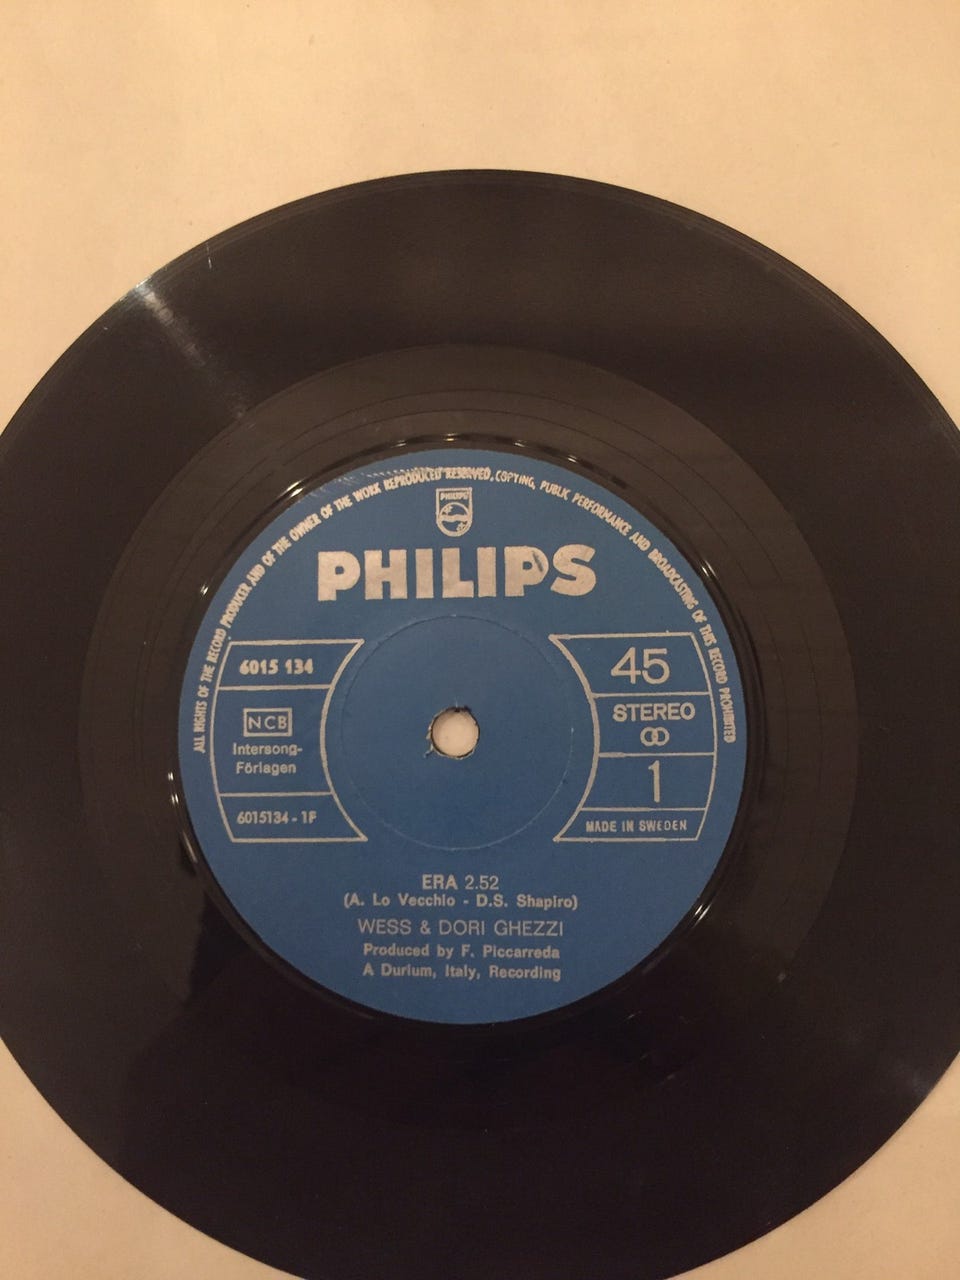 ALL RIGHTS OF THE RECORD PRODUCER AND OF THE OWNER OF THE WORK REPRODUCED RESERVED. COPYING, PUBLIC PERFORMANCE AND BROADCASTING OF THIS RECORD PROHIBITED
PHILIPS
PHILIPS
6015 134
NCB
Intersong-
Förlagen
6015134 - 1F
45
STEREO
1
MADE IN SWEDEN
ERA 2.52
(A. Lo Vecchio - D.S. Shapiro)
WESS & DORI GHEZZI
Produced by F. Piccarreda
A Durium, Italy, Recording